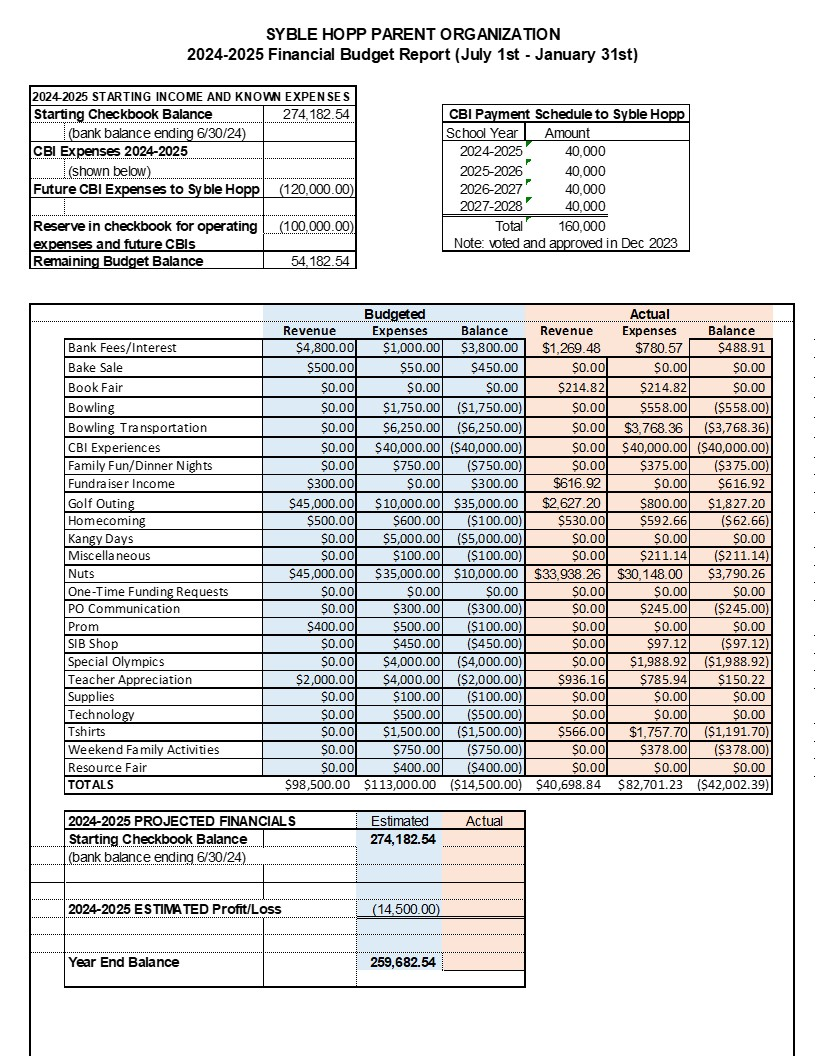 SYBLE HOPP PARENT ORGANIZATION
2024-2025 Financial Budget Report (July 1st - January 31st)
2024-2025 STARTING INCOME AND KNOWN EXPENSES
Starting Checkbook Balance 274,182.54
(bank balance ending 6/30/24)
CBI Expenses 2024-2025
(shown below)
Future CBI Expenses to Syble Hopp (120,000.00)
Reserve in checkbook for operating (100,000.00)
expenses and future CBIs
Remaining Budget Balance 54,182.54
CBI Payment Schedule to Syble Hopp
School Year Amount
2024-2025 40,000
2025-2026 40,000
2026-2027 40,000
2027-2028 40,000
Total 160,000
Note: voted and approved in Dec 2023
Budgeted Actual
Revenue Expenses Balance Revenue Expenses Balance
Bank Fees/Interest $4,800.00 $1,000.00 $3,800.00 $1,269.48 $780.57 $488.91
Bake Sale $500.00 $50.00 $450.00 $0.00 $0.00 $0.00
Book Fair $0.00 $0.00 $0.00 $214.82 $214.82 $0.00
Bowling $0.00 $1,750.00 ($1,750.00) $0.00 $558.00 ($558.00)
Bowling Transportation $0.00 $6,250.00 ($6,250.00) $0.00 $3,768.36 ($3,768.36)
CBI Experiences $0.00 $40,000.00 ($40,000.00) $0.00 $40,000.00 ($40,000.00)
Family Fun/Dinner Nights $0.00 $750.00 ($750.00) $0.00 $375.00 ($375.00)
Fundraiser Income $300.00 $0.00 $300.00 $616.92 $0.00 $616.92
Golf Outing $45,000.00 $10,000.00 $35,000.00 $2,627.20 $800.00 $1,827.20
Homecoming $500.00 $600.00 ($100.00) $530.00 $592.66 ($62.66)
Kangy Days $0.00 $5,000.00 ($5,000.00) $0.00 $0.00 $0.00
Miscellaneous $0.00 $100.00 ($100.00) $0.00 $211.14 ($211.14)
Nuts $45,000.00 $35,000.00 $10,000.00 $33,938.26 $30,148.00 $3,790.26
One-Time Funding Requests $0.00 $0.00 $0.00 $0.00 $0.00 $0.00
PO Communication $0.00 $300.00 ($300.00) $0.00 $245.00 ($245.00)
Prom $400.00 $500.00 ($100.00) $0.00 $0.00 $0.00
SIB Shop $0.00 $450.00 ($450.00) $0.00 $97.12 ($97.12)
Special Olympics $0.00 $4,000.00 ($4,000.00) $0.00 $1,988.92 ($1,988.92)
Teacher Appreciation $2,000.00 $4,000.00 ($2,000.00) $936.16 $785.94 $150.22
Supplies $0.00 $100.00 ($100.00) $0.00 $0.00 $0.00
Technology $0.00 $500.00 ($500.00) $0.00 $0.00 $0.00
Tshirts $0.00 $1,500.00 ($1,500.00) $566.00 $1,757.70 ($1,191.70)
Weekend Family Activities $0.00 $750.00 ($750.00) $0.00 $378.00 ($378.00)
Resource Fair $0.00 $400.00 ($400.00) $0.00 $0.00 $0.00
TOTALS $98,500.00 $113,000.00 ($14,500.00) $40,698.84 $82,701.23 ($42,002.39)
2024-2025 PROJECTED FINANCIALS Estimated Actual
Starting Checkbook Balance 274,182.54
(bank balance ending 6/30/24)
2024-2025 ESTIMATED Profit/Loss (14,500.00)
Year End Balance 259,682.54